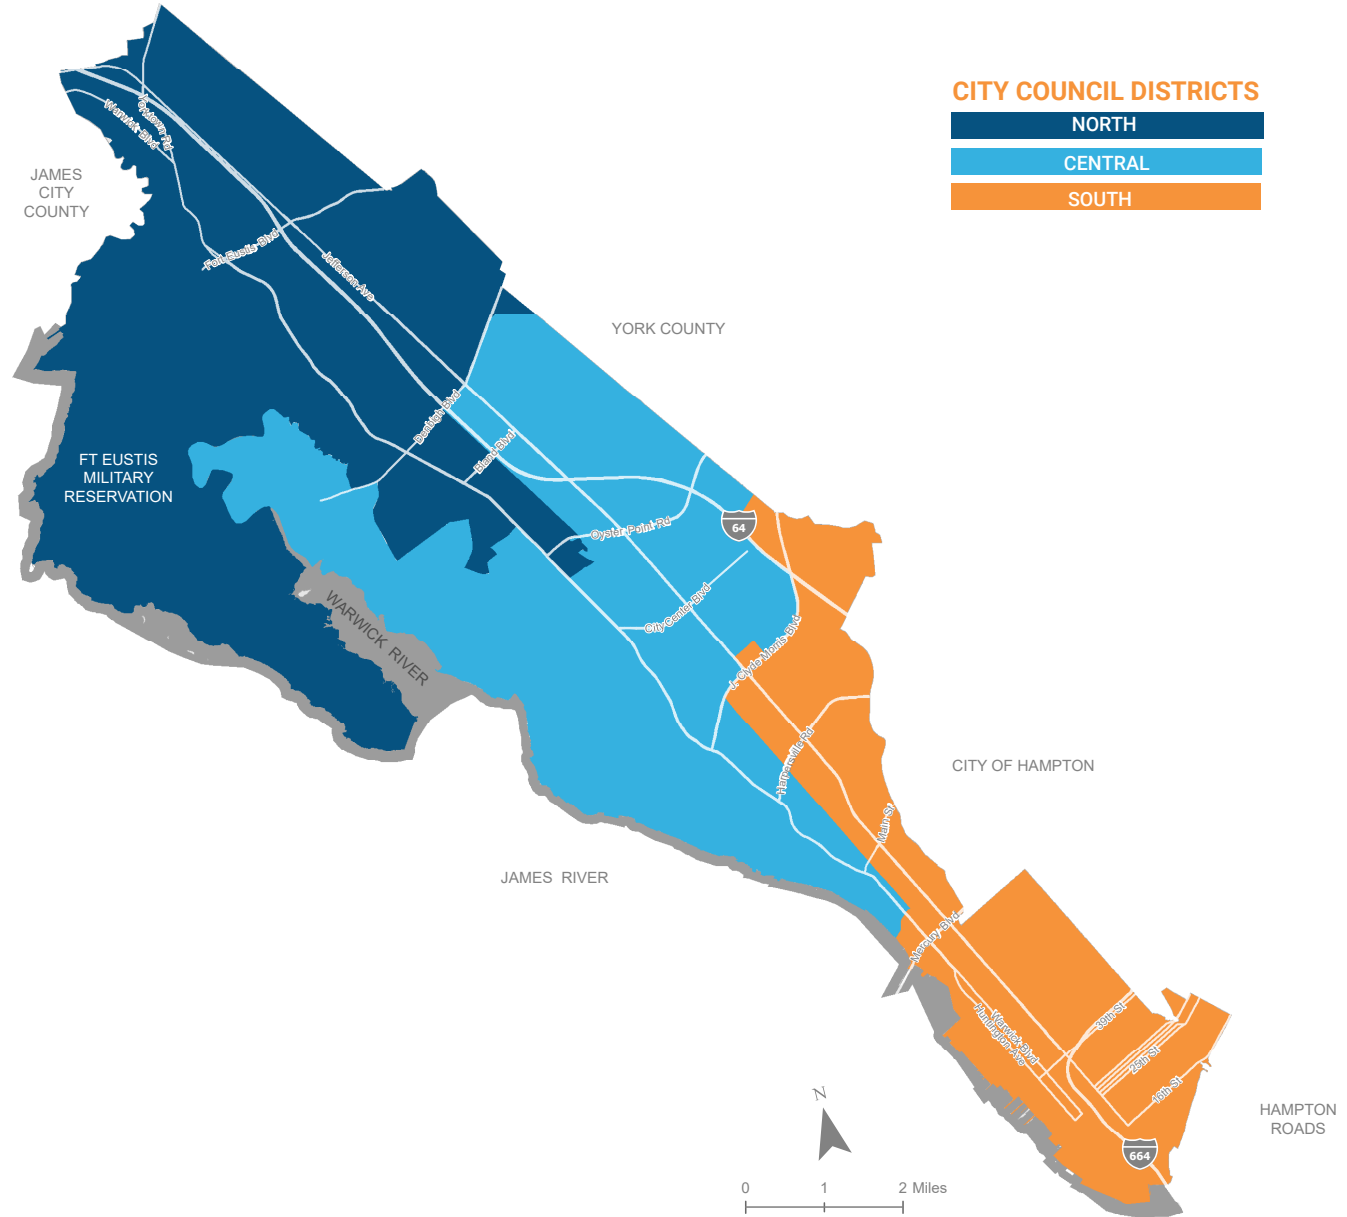 CITY COUNCIL DISTRICTS
NORTH
CENTRAL
SOUTH
Yorktown Rd
Warwick Blvd
JAMES
CITY
COUNTY
Fort Eustis Blvd
Jefferson Ave
YORK COUNTY
Denbigh Blvd
Bland Blvd
FT EUSTIS
MILITARY
RESERVATION
Oyster Point Rd
64
WARWICK RIVER
City Center Blvd
J. Clyde Morris Blvd
Harpersville Rd
CITY OF HAMPTON
Main St
JAMES RIVER
Mercury Blvd
Warwick Blvd
Huntington Ave
39th St
25th St
16th St
HAMPTON
ROADS
664
N
0 1 2 Miles